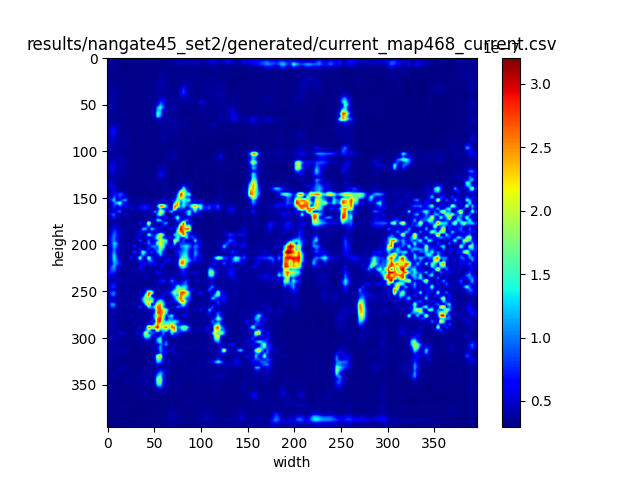 results/nangate45_set2/generated/current_map468_current.csv
1e−7
0
50
100
150
200
250
300
350
height
0 50 100 150 200 250 300 350
width
3.0
2.5
2.0
1.5
1.0
0.5